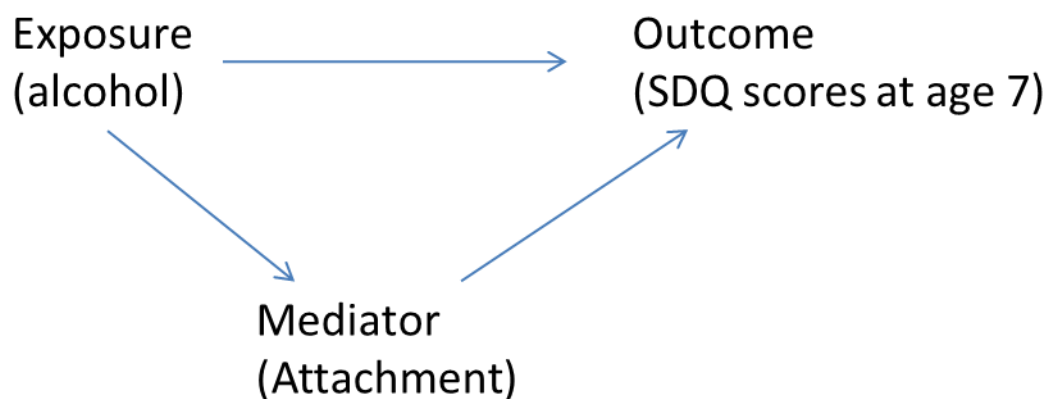 Exposure
(alcohol)
Outcome
(SDQ scores at age 7)
Mediator
(Attachment)